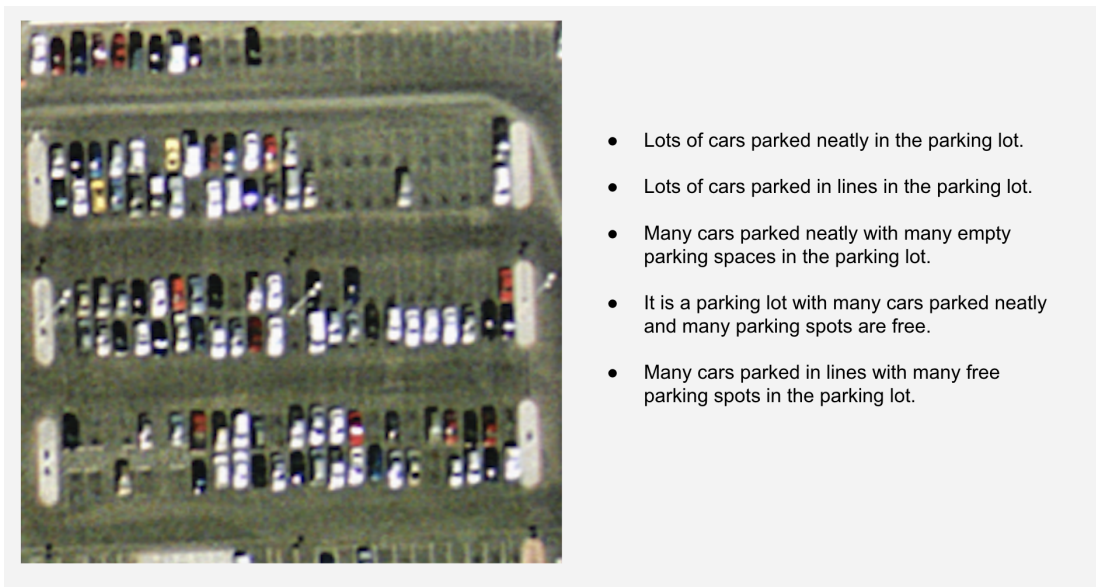 ● Lots of cars parked neatly in the parking lot.
● Lots of cars parked in lines in the parking lot.
● Many cars parked neatly with many empty
parking spaces in the parking lot.
● It is a parking lot with many cars parked neatly
and many parking spots are free.
● Many cars parked in lines with many free
parking spots in the parking lot.